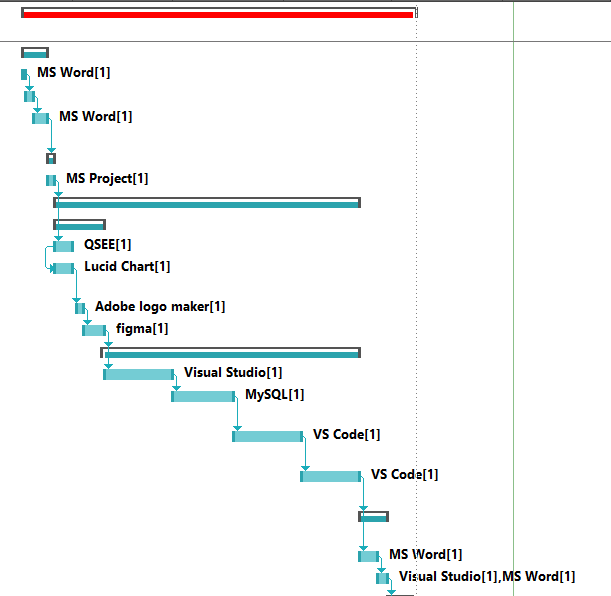 MS Word[1]
MS Word[1]
MS Project[1]
QSEE[1]
Lucid Chart[1]
Adobe logo maker[1]
figma[1]
Visual Studio[1]
MySQL[1]
VS Code[1]
VS Code[1]
MS Word[1]
Visual Studio[1],MS Word[1]